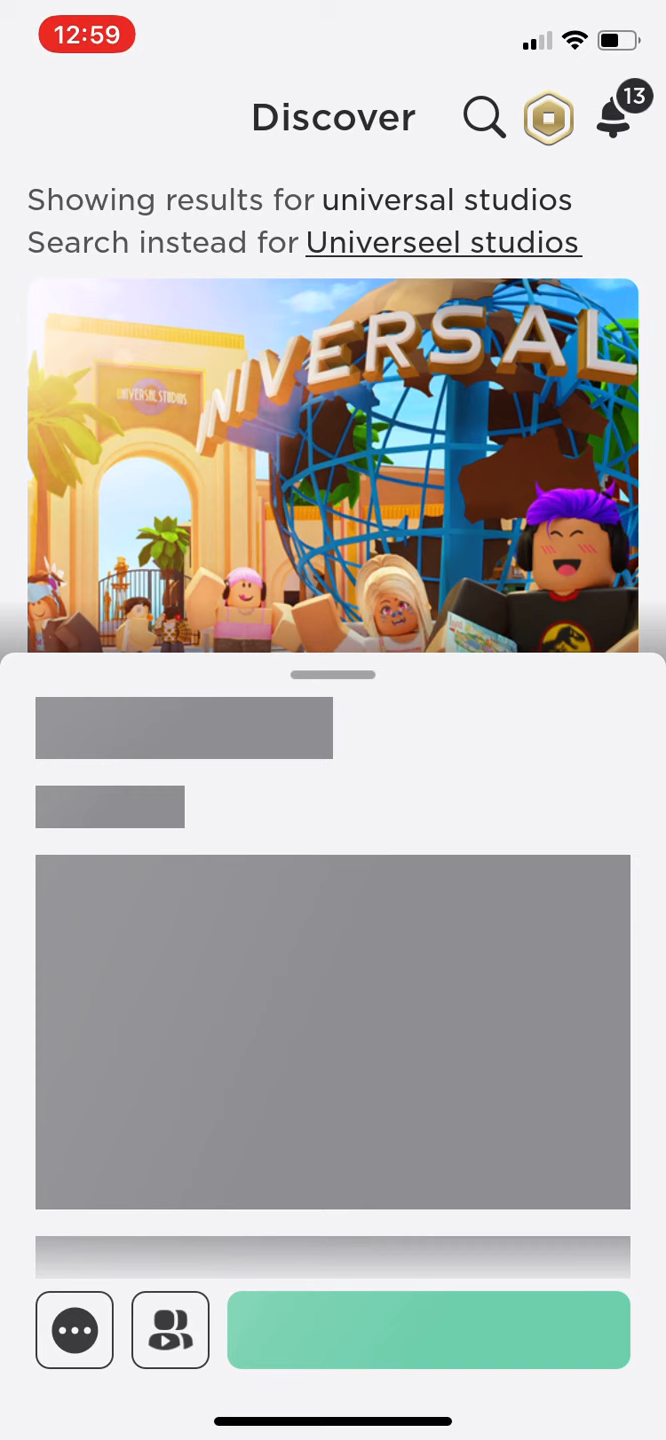 12:59
Discover
13
Showing results for universal studios
Search instead for Universeel studios
UNIVERSAL
UNIVERSAL STUDIOS